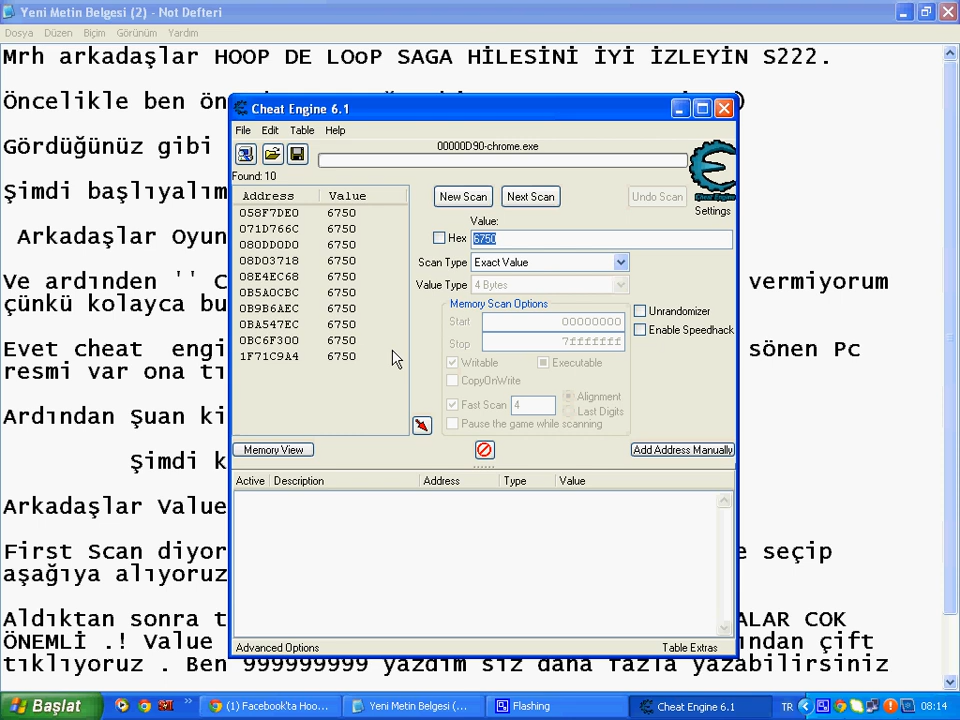 Yeni Metin Belgesi (2) - Not Defteri
Dosya Düzen Biçim Görünüm Yardım
Mrh arkadaşlar HOOP DE LOoP SAGA HİLESİNİ İYİ İZLEYİN S222.
Öncelikle ben ön
Gördüğünüz gibi
Şimdi başlıyalım
Arkadaşlar Oyun
Ve ardınden '' C vermiyorum
çünkü kolayca bu
Evet cheat engi sönen Pc
resmi var ona tı
Ardından Şuan ki
Şimdi k
Arkadaşlar Value
First Scan diyor e seçip
aşağıya alıyoruz
Aldıktan sonra t ALAR COK
ÖNEMLİ .! Value ından çift
tıklıyoruz . Ben 999999999 yazdım siz daha fazla yazabilirsiniz
Cheat Engine 6.1
File Edit Table Help
00000D90-chrome.exe
Found: 10
Address Value
058F7DE0 6750
071D766C 6750
080DD0D0 6750
08D03718 6750
08E4EC68 6750
0B5A0CBC 6750
0B9B6AEC 6750
0BA547EC 6750
0BC6F300 6750
1F71C9A4 6750
New Scan Next Scan Undo Scan
Cheat Engine
Settings
Value:
Hex 6750
Scan Type Exact Value
Value Type 4 Bytes
Memory Scan Options
Start 00000000
Stop 7fffffff
Writable Executable
CopyOnWrite
Fast Scan 4 Alignment
Last Digits
Pause the game while scanning
Unrandomizer
Enable Speedhack
Memory View Add Address Manually
Active Description Address Type Value
Advanced Options Table Extras
Başlat (1) Facebook'ta Hoo... Yeni Metin Belgesi (... Flashing Cheat Engine 6.1 TR 08:14